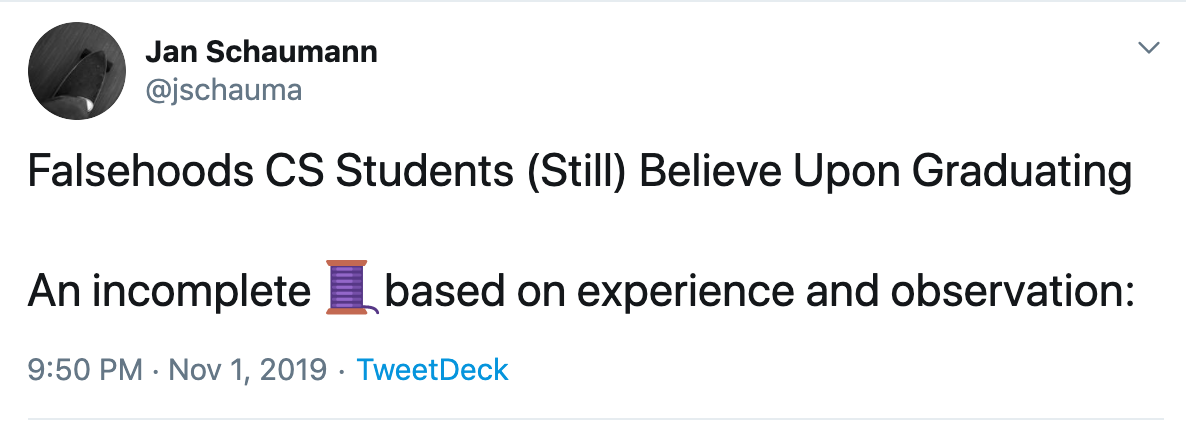 Jan Schaumann
@jschauma
Falsehoods CS Students (Still) Believe Upon Graduating
An incomplete 🧵 based on experience and observation:
9:50 PM · Nov 1, 2019 · TweetDeck